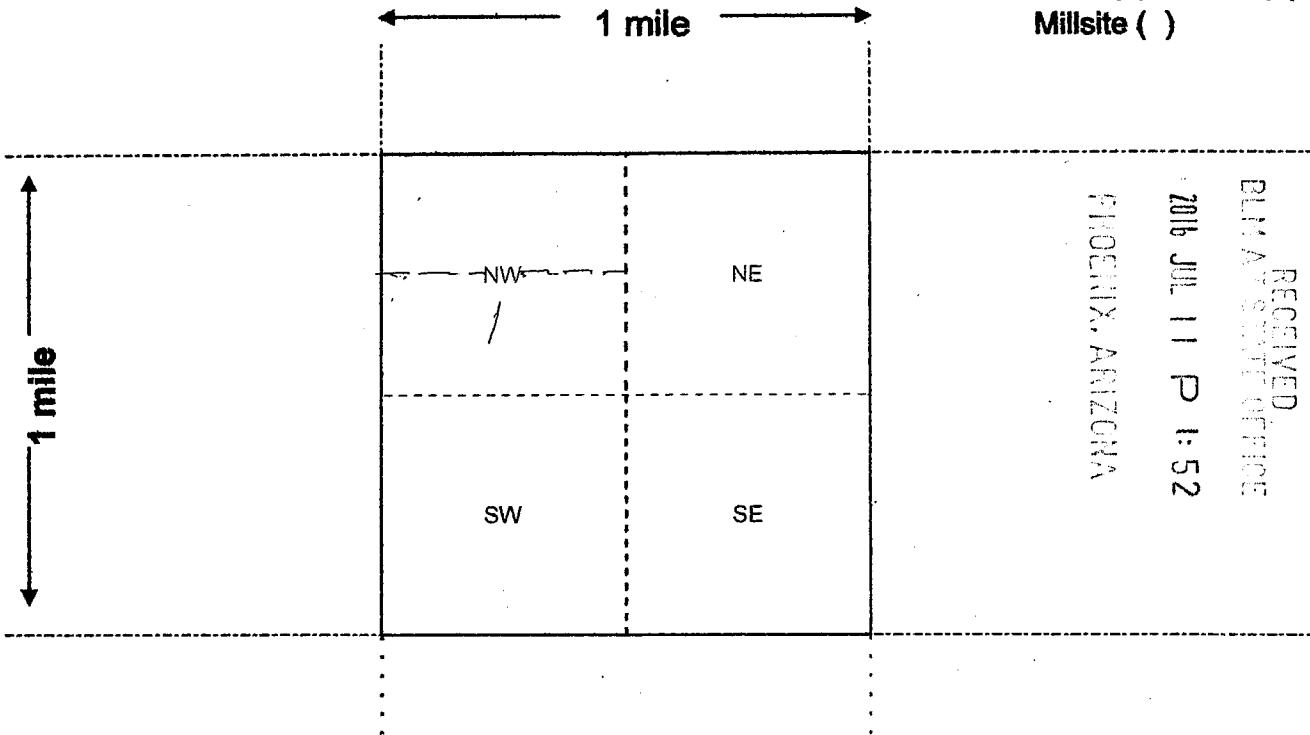 1 mile
Millsite ( )
1 mile
NW
NE
SW
SE
RECEIVED
BLM AZ STATE OFFICE
2016 JUL 11 P 1:52
PHOENIX, ARIZONA